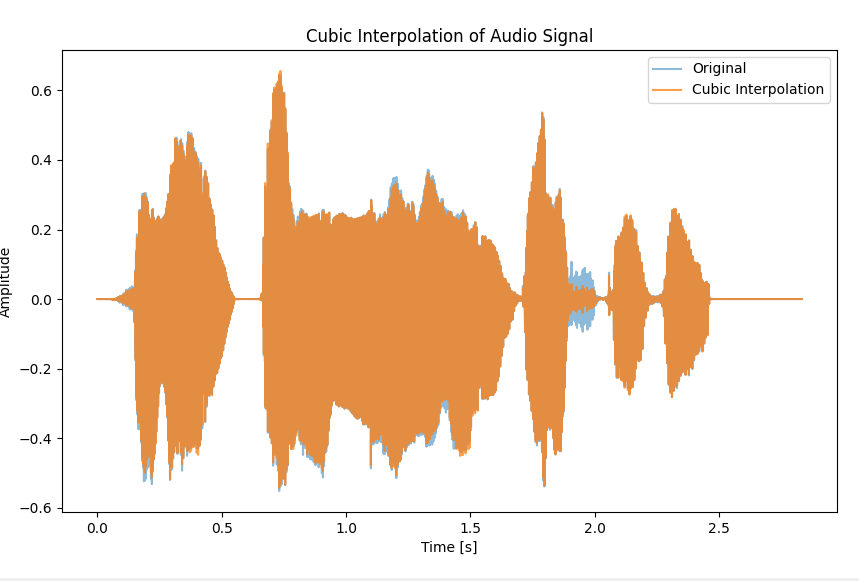 Cubic Interpolation of Audio Signal
Original
Cubic Interpolation
0.6
0.4
0.2
0.0
−0.2
−0.4
−0.6
Amplitude
0.0 0.5 1.0 1.5 2.0 2.5
Time [s]